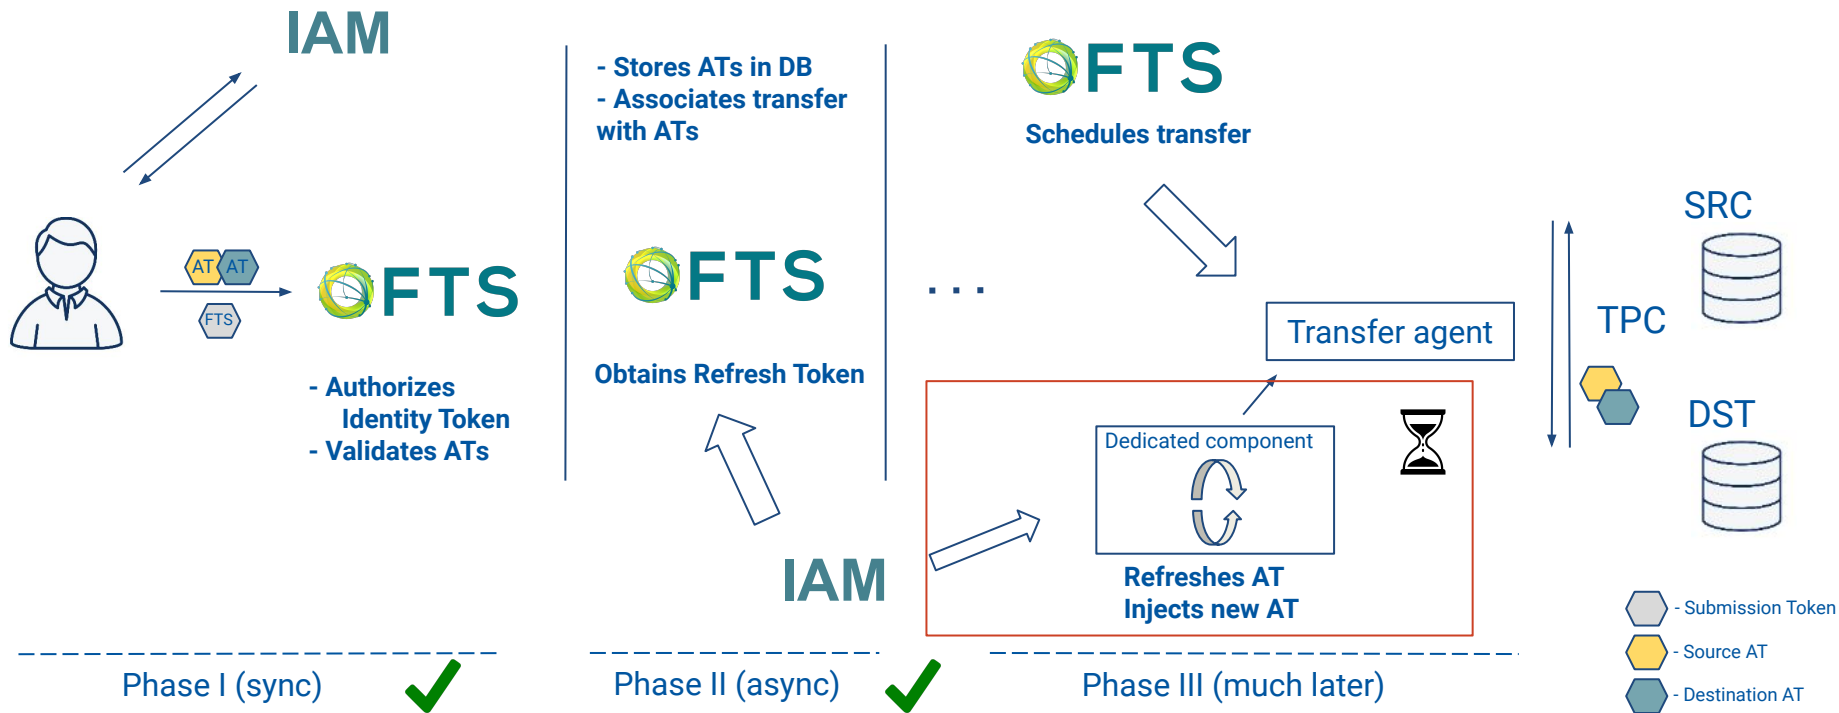 IAM
AT AT
FTS
FTS
- Authorizes
Identity Token
- Validates ATs
Phase I (sync)
- Stores ATs in DB
- Associates transfer
with ATs
FTS
Obtains Refresh Token
IAM
Phase II (async)
. . .
FTS
Schedules transfer
Transfer agent
Dedicated component
Refreshes AT
Injects new AT
Phase III (much later)
SRC
TPC
DST
- Submission Token
- Source AT
- Destination AT